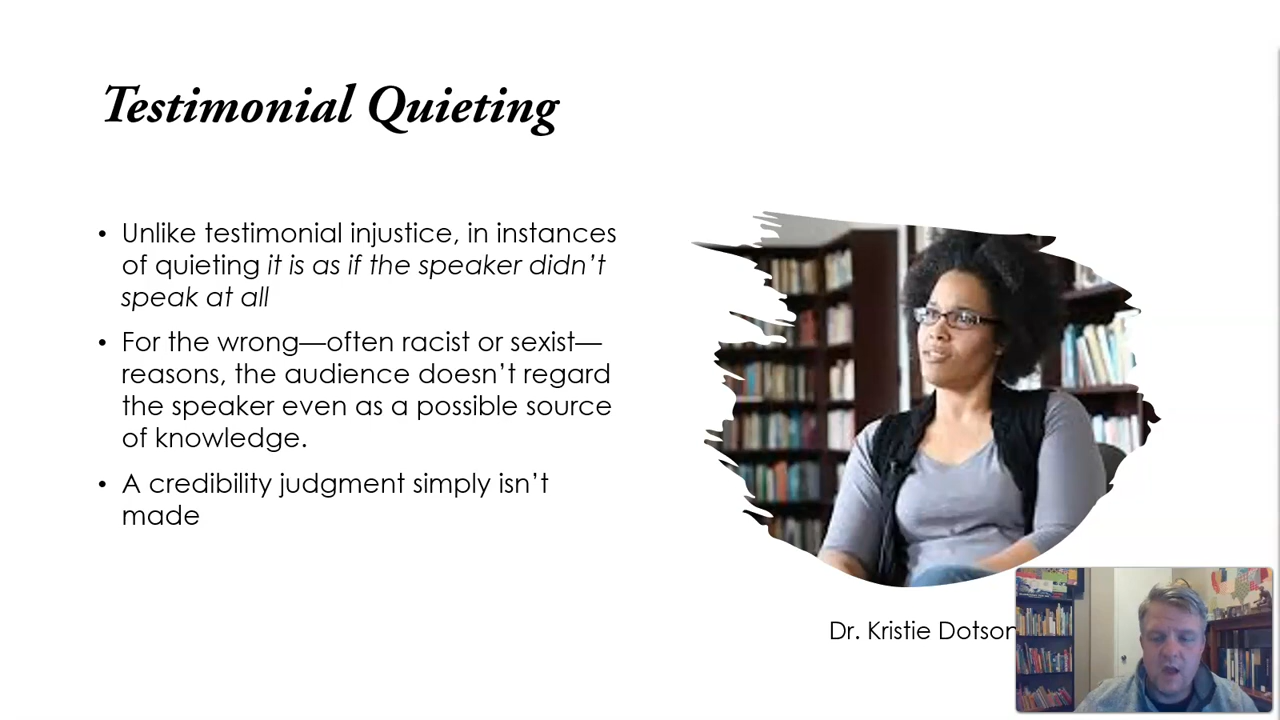 Testimonial Quieting
• Unlike testimonial injustice, in instances
of quieting it is as if the speaker didn’t
speak at all
• For the wrong—often racist or sexist—
reasons, the audience doesn’t regard
the speaker even as a possible source
of knowledge.
• A credibility judgment simply isn’t
made
Dr. Kristie Dotson